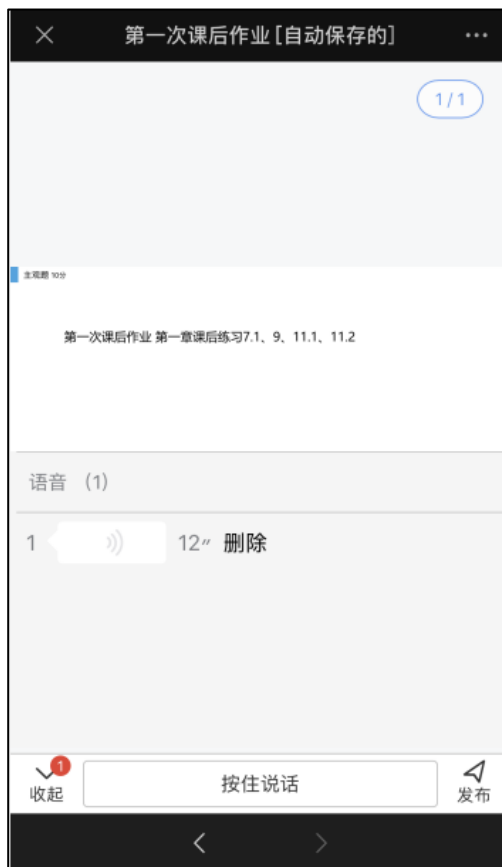 第一次课后作业[自动保存的]
1/1
主观题 10分
第一次课后作业 第一章课后练习7.1、9、11.1、11.2
语音 (1)
1 12″ 删除
1
收起 按住说话 发布